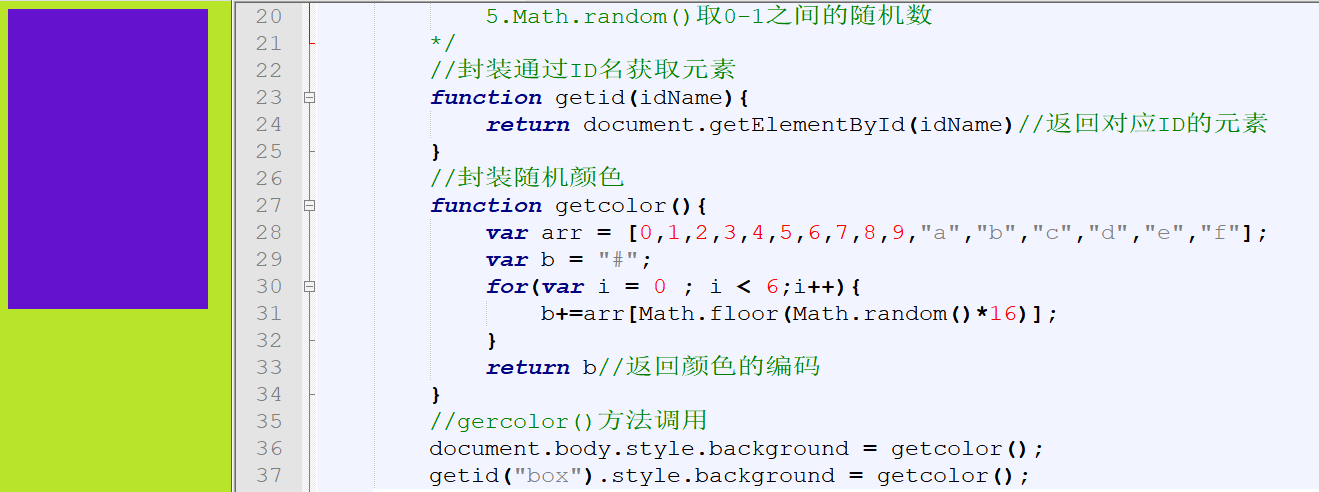 20 5.Math.random()取0-1之间的随机数
21 */
22 //封装通过ID名获取元素
23 function getid(idName){
24 return document.getElementById(idName)//返回对应ID的元素
25 }
26 //封装随机颜色
27 function getcolor(){
28 var arr = [0,1,2,3,4,5,6,7,8,9,"a","b","c","d","e","f"];
29 var b = "#";
30 for(var i = 0 ; i < 6;i++){
31 b+=arr[Math.floor(Math.random()*16)];
32 }
33 return b//返回颜色的编码
34 }
35 //gercolor()方法调用
36 document.body.style.background = getcolor();
37 getid("box").style.background = getcolor();